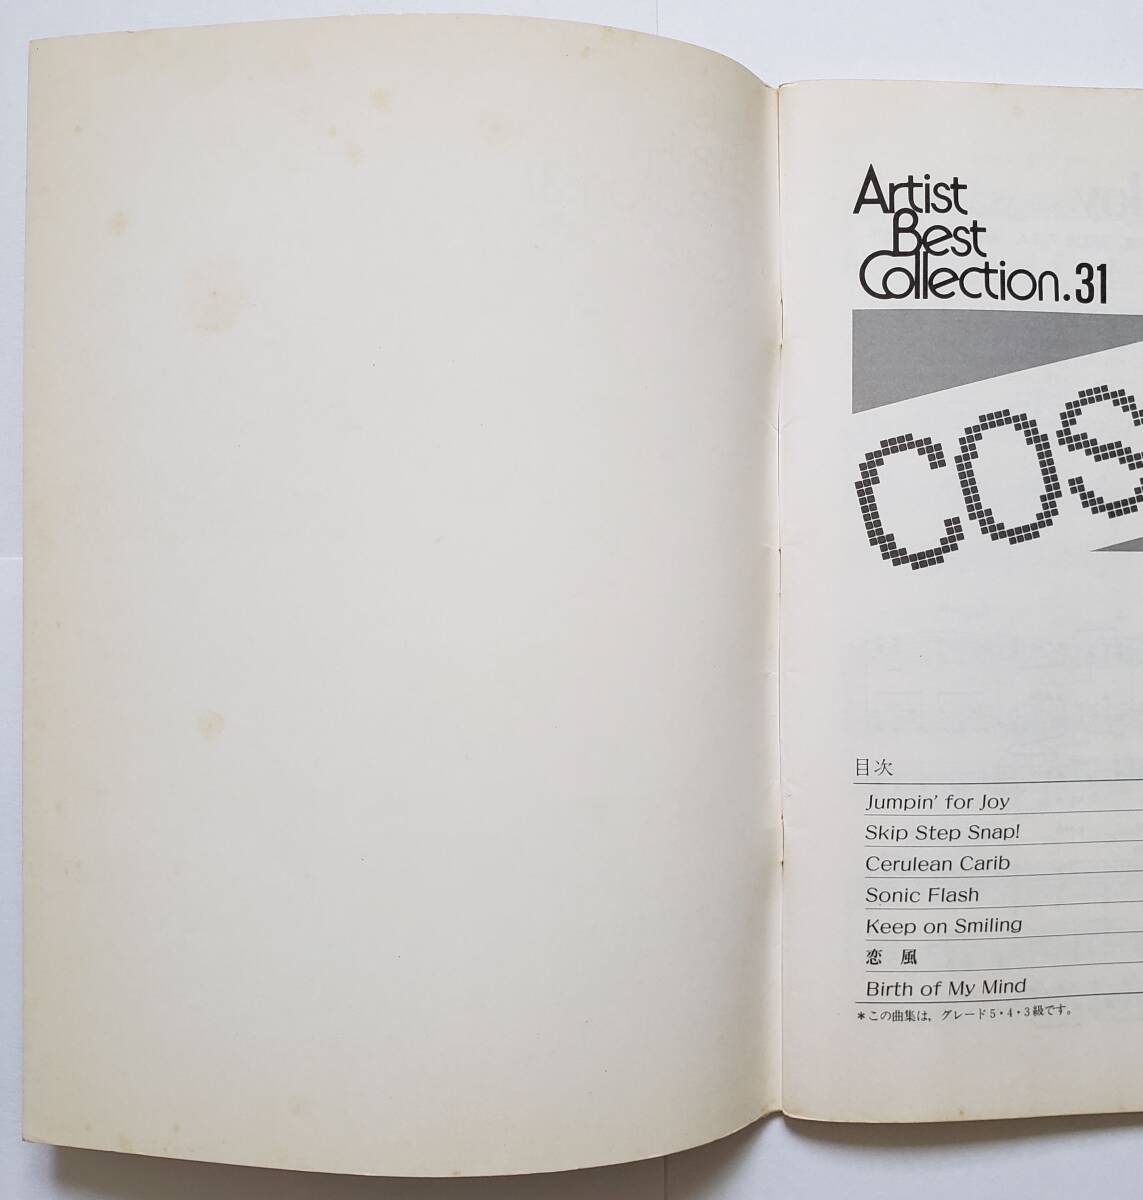 Artist
Best
Collection.31
COS
目次
Jumpin' for Joy
Skip Step Snap!
Cerulean Carib
Sonic Flash
Keep on Smiling
恋 風
Birth of My Mind
*この曲集は，グレード5・4・3級です。